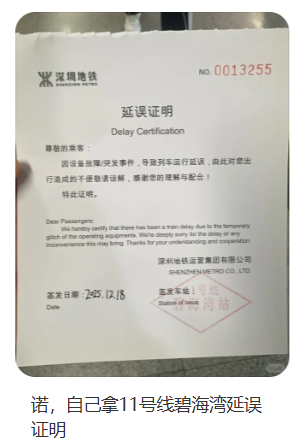 深圳地铁
SHENZHEN METRO
NO. 0013255
延误证明
Delay Certification
尊敬的乘客：
因设备故障/突发事件，导致列车运行延误，由此对您出
行造成的不便敬请谅解，感谢您的理解与配合！
特此证明。
Dear Passengers:
We hereby certify that there has been a train delay due to the temporary
glitch of the operating equipments. We're deeply sorry for the delay or any
inconvenience this may bring. Thanks for your understanding and cooperation.
深圳地铁运营集团有限公司
SHENZHEN METRO CO., LTD.
签发日期：2025.12.18
Date
签发车站：
Station of issue
号线
碧海湾站
诺，自己拿11号线碧海湾延误
证明